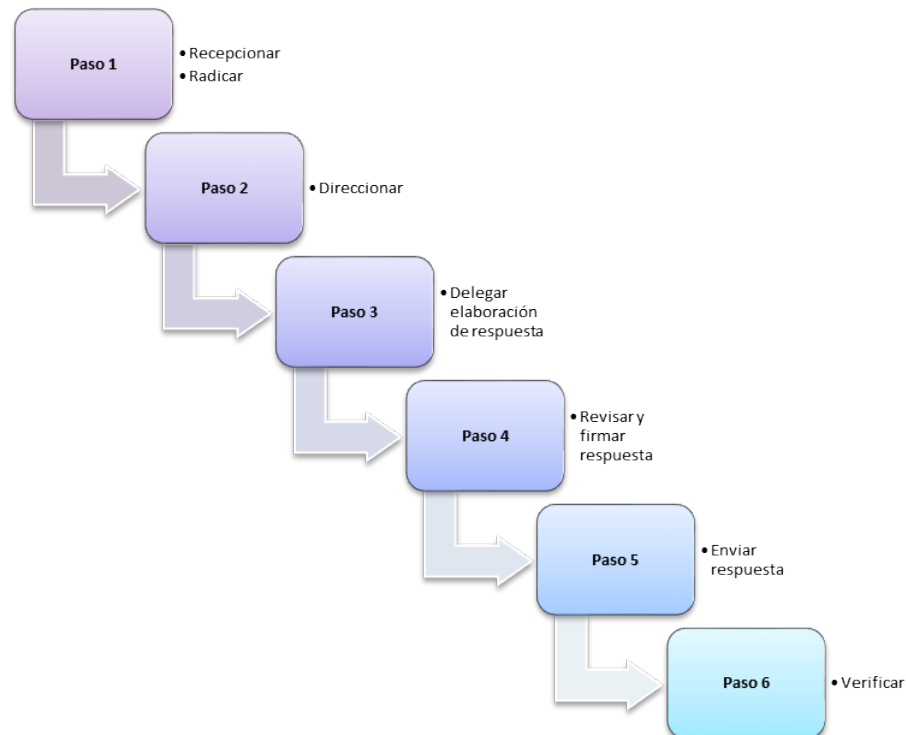 Paso 1
• Recepcionar
• Radicar
Paso 2
• Direccionar
Paso 3
• Delegar
elaboración
de respuesta
Paso 4
• Revisar y
firmar
respuesta
Paso 5
• Enviar
respuesta
Paso 6
• Verificar